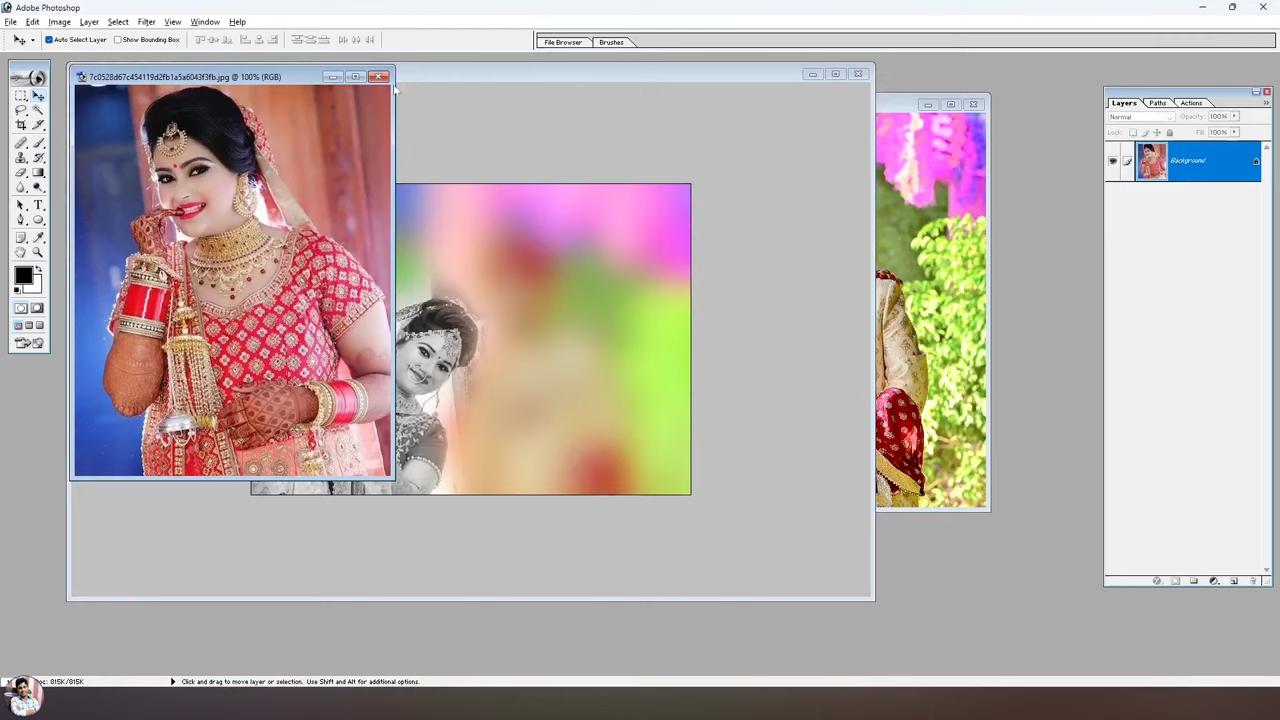 Adobe Photoshop
File Edit Image Layer Select Filter View Window Help
Auto Select Layer Show Bounding Box File Browser Brushes
7c0528d67c454119d2fb1a5a6043f3fb.jpg @ 100% (RGB)
Layers Paths Actions
Normal Opacity: 100%
Lock: Fill: 100%
Background
Doc: 815K/815K Click and drag to move layer or selection. Use Shift and Alt for additional options.